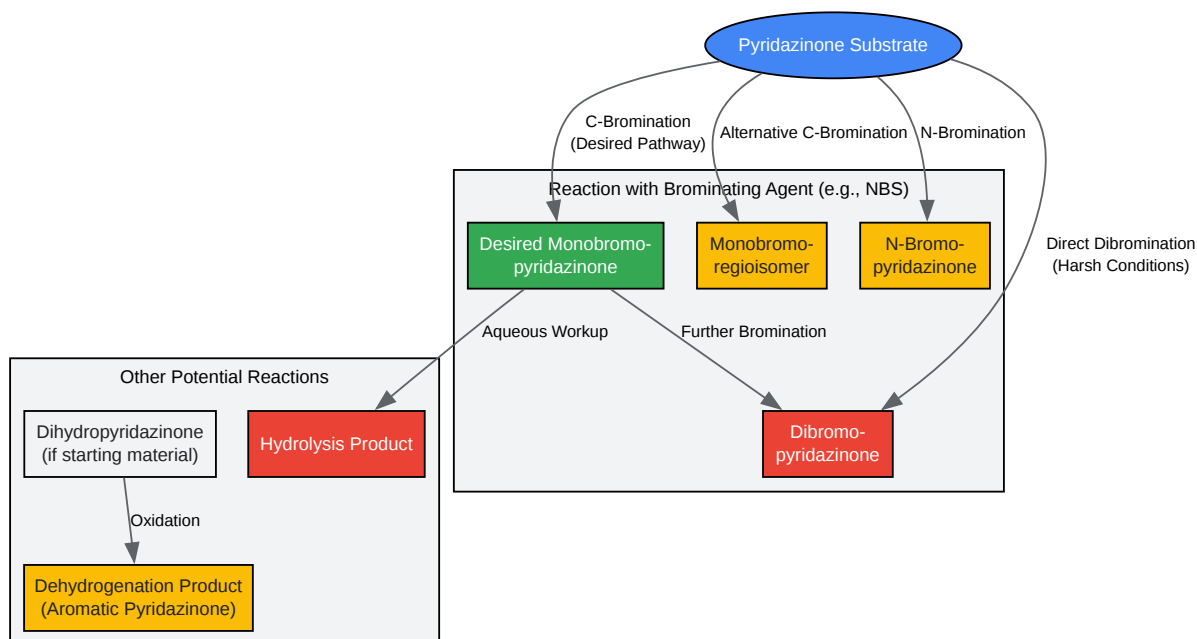 Pyridazinone Substrate
C-Bromination
(Desired Pathway)
Alternative C-Bromination
N-Bromination
Reaction with Brominating Agent (e.g., NBS)
Desired Monobromo-
pyridazinone
Monobromo-
regioisomer
N-Bromo-
pyridazinone
Direct Dibromination
(Harsh Conditions)
Aqueous Workup
Further Bromination
Other Potential Reactions
Dihydropyridazinone
(if starting material)
Hydrolysis Product
Dibromo-
pyridazinone
Oxidation
Dehydrogenation Product
(Aromatic Pyridazinone)